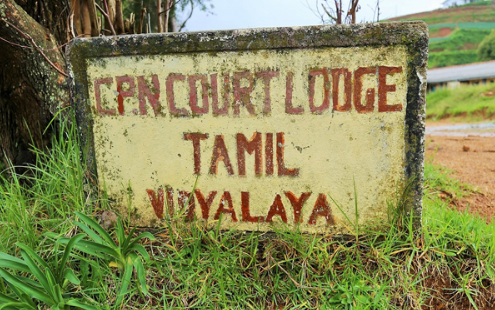 CPN COURT LODGE
TAMIL
VIDYALAYA